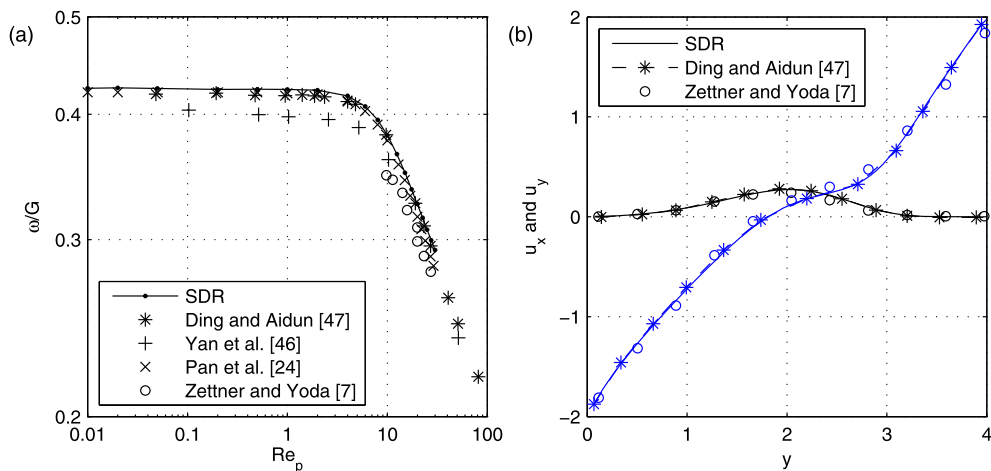 (a)
0.5
0.4
0.3
0.2
ω/G
SDR
Ding and Aidun [47]
Yan et al. [46]
Pan et al. [24]
Zettner and Yoda [7]
0.01 0.1 1 10 100
Re_p
(b)
2
1
0
−1
−2
u_x and u_y
SDR
Ding and Aidun [47]
Zettner and Yoda [7]
0 1 2 3 4
y